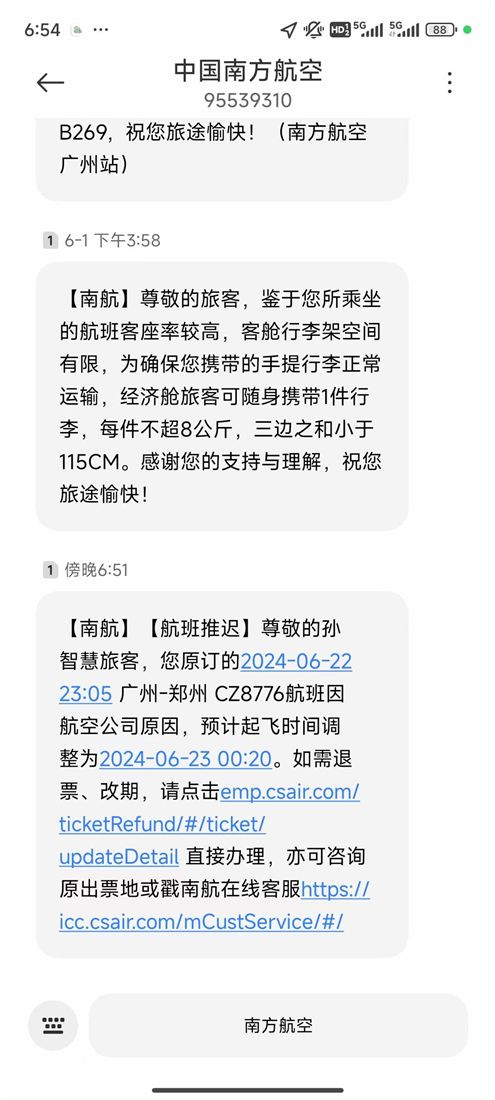 6:54
HD2 5G 5G 88
中国南方航空
95539310
B269，祝您旅途愉快！（南方航空
广州站）
1 6-1 下午3:58
【南航】尊敬的旅客，鉴于您所乘坐
的航班客座率较高，客舱行李架空间
有限，为确保您携带的手提行李正常
运输，经济舱旅客可随身携带1件行
李，每件不超8公斤，三边之和小于
115CM。感谢您的支持与理解，祝您
旅途愉快！
1 傍晚6:51
【南航】【航班推迟】尊敬的孙
智慧旅客，您原订的2024-06-22
23:05 广州-郑州 CZ8776航班因
航空公司原因，预计起飞时间调
整为2024-06-23 00:20。如需退
票、改期，请点击emp.csair.com/
ticketRefund/#/ticket/
updateDetail 直接办理，亦可咨询
原出票地或戳南航在线客服https://
icc.csair.com/mCustService/#/
南方航空